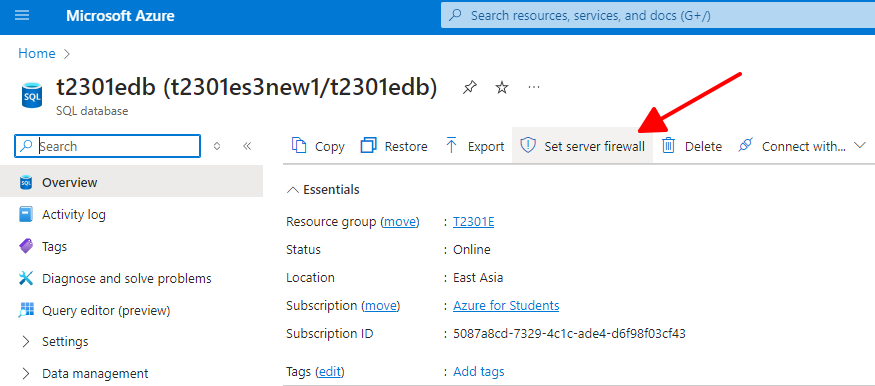 Microsoft Azure
Search resources, services, and docs (G+/)
Home
t2301edb (t2301es3new1/t2301edb)
SQL
SQL database
Search
Copy Restore Export Set server firewall Delete Connect with...
Overview
Activity log
Tags
Diagnose and solve problems
Query editor (preview)
Settings
Data management
Essentials
Resource group (move) : T2301E
Status : Online
Location : East Asia
Subscription (move) : Azure for Students
Subscription ID : 5087a8cd-7329-4c1c-ade4-d6f98f03cf43
Tags (edit) : Add tags